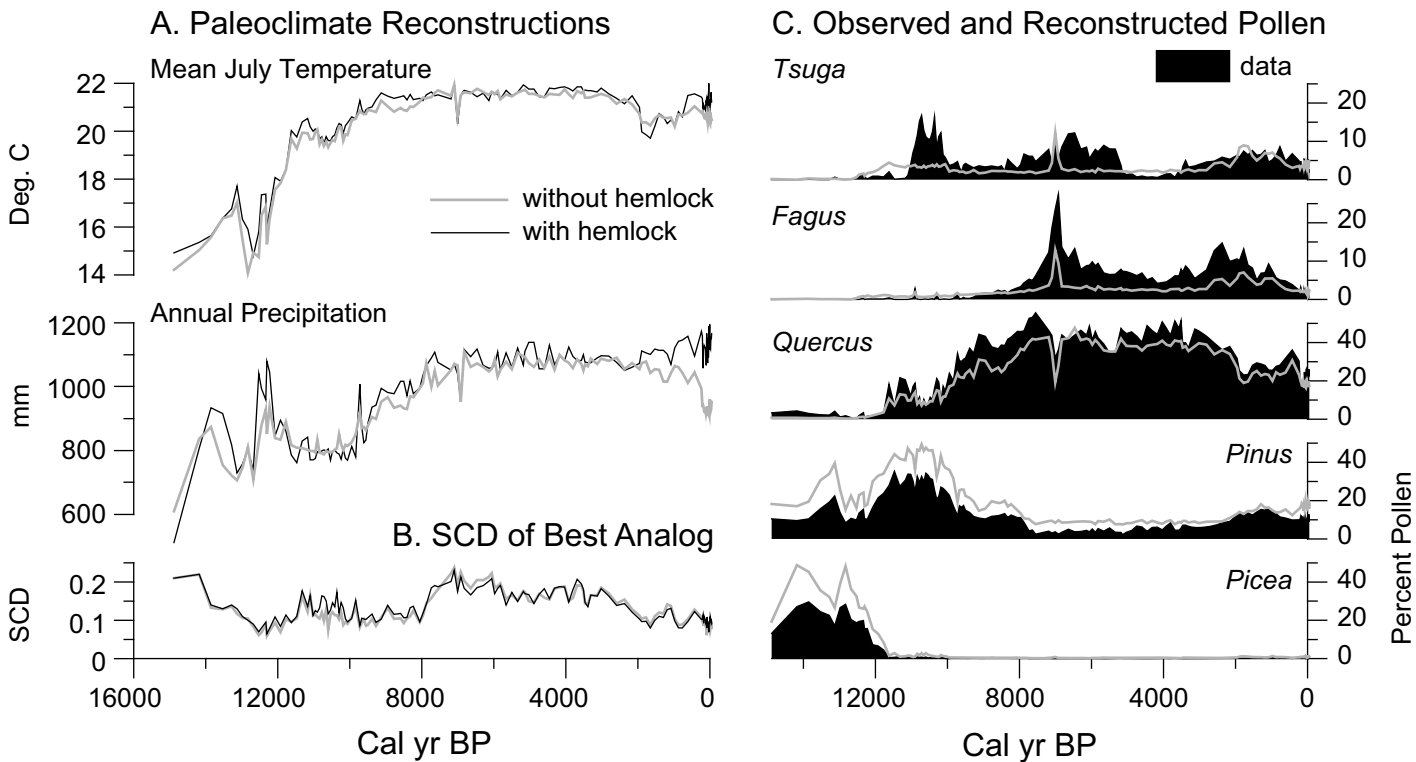 A. Paleoclimate Reconstructions
Mean July Temperature
22
20
18
16
14
Deg. C
without hemlock
with hemlock
Annual Precipitation
1200
1000
800
600
mm
B. SCD of Best Analog
0.2
0.1
0
SCD
16000 12000 8000 4000 0
Cal yr BP
C. Observed and Reconstructed Pollen
Tsuga
data
20
10
0
Fagus
20
10
0
Quercus
40
20
0
Pinus
40
20
0
Picea
40
20
0
Percent Pollen
12000 8000 4000 0
Cal yr BP